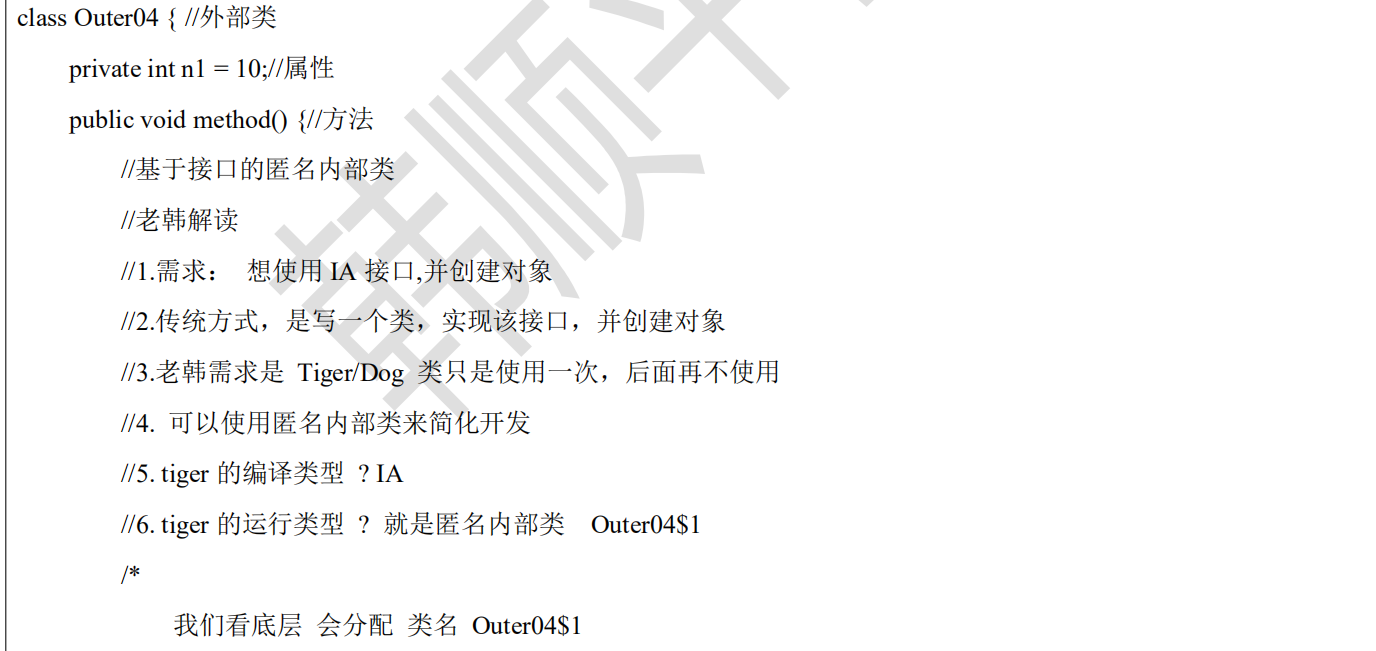 class Outer04 { //外部类
private int n1 = 10;//属性
public void method() {//方法
//基于接口的匿名内部类
//老韩解读
//1.需求： 想使用 IA 接口,并创建对象
//2.传统方式，是写一个类，实现该接口，并创建对象
//3.老韩需求是 Tiger/Dog 类只是使用一次，后面再不使用
//4. 可以使用匿名内部类来简化开发
//5. tiger 的编译类型 ? IA
//6. tiger 的运行类型 ? 就是匿名内部类 Outer04$1
/*
我们看底层 会分配 类名 Outer04$1
韩顺平